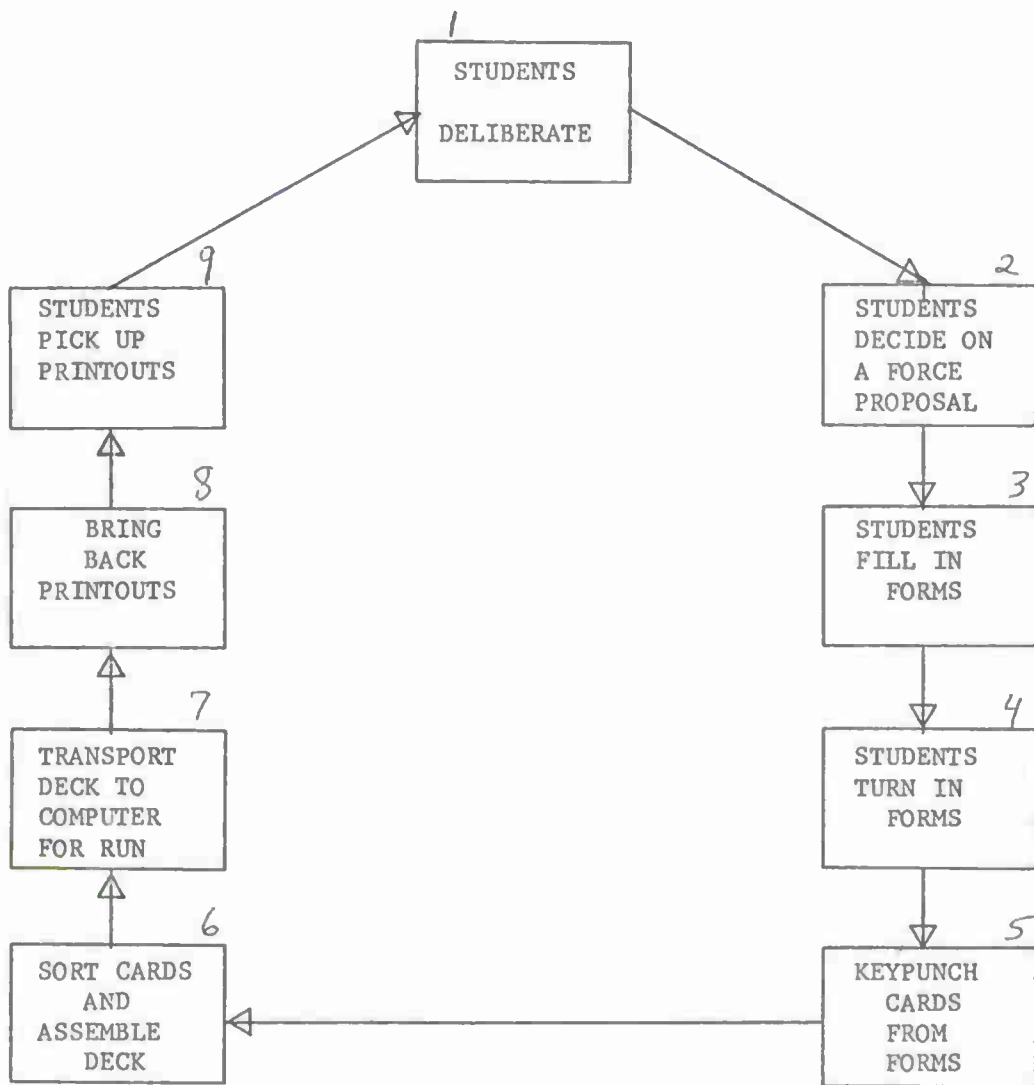 1
STUDENTS
DELIBERATE
2
STUDENTS
DECIDE ON
A FORCE
PROPOSAL
3
STUDENTS
FILL IN
FORMS
4
STUDENTS
TURN IN
FORMS
5
KEYPUNCH
CARDS
FROM
FORMS
6
SORT CARDS
AND
ASSEMBLE
DECK
7
TRANSPORT
DECK TO
COMPUTER
FOR RUN
8
BRING
BACK
PRINTOUTS
9
STUDENTS
PICK UP
PRINTOUTS